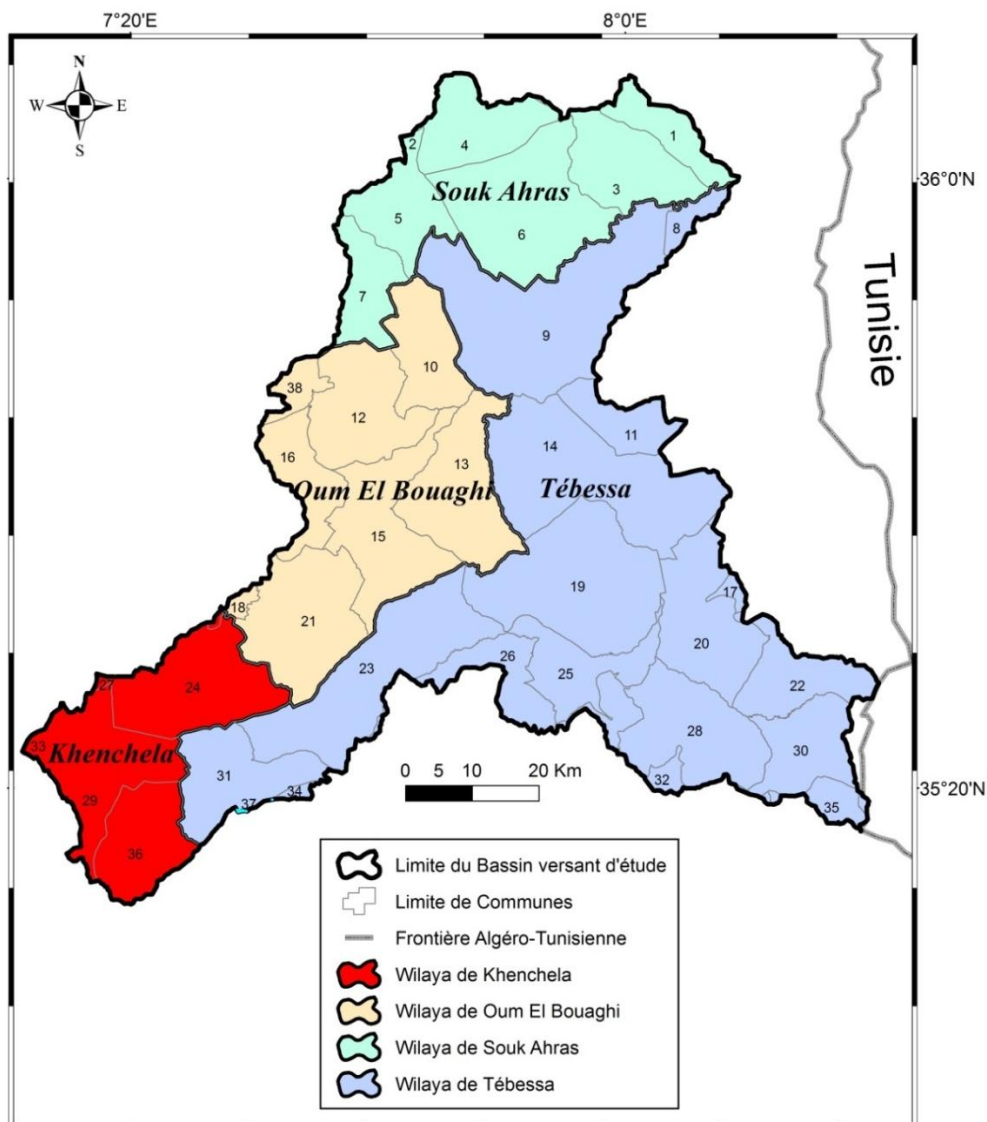 7°20'E
8°0'E
N
W
E
S
36°0'N
Tunisie
1
2
4
Souk Ahras
3
5
6
8
7
9
10
38
12
11
14
16
13
Oum El Bouaghi
Tébessa
15
19
17
18
21
20
23
26
25
22
27
24
28
30
33
Khenchela
31
32
29
34
37
35
36
0 5 10 20 Km
35°20'N
Limite du Bassin versant d'étude
Limite de Communes
Frontière Algéro-Tunisienne
Wilaya de Khenchela
Wilaya de Oum El Bouaghi
Wilaya de Souk Ahras
Wilaya de Tébessa